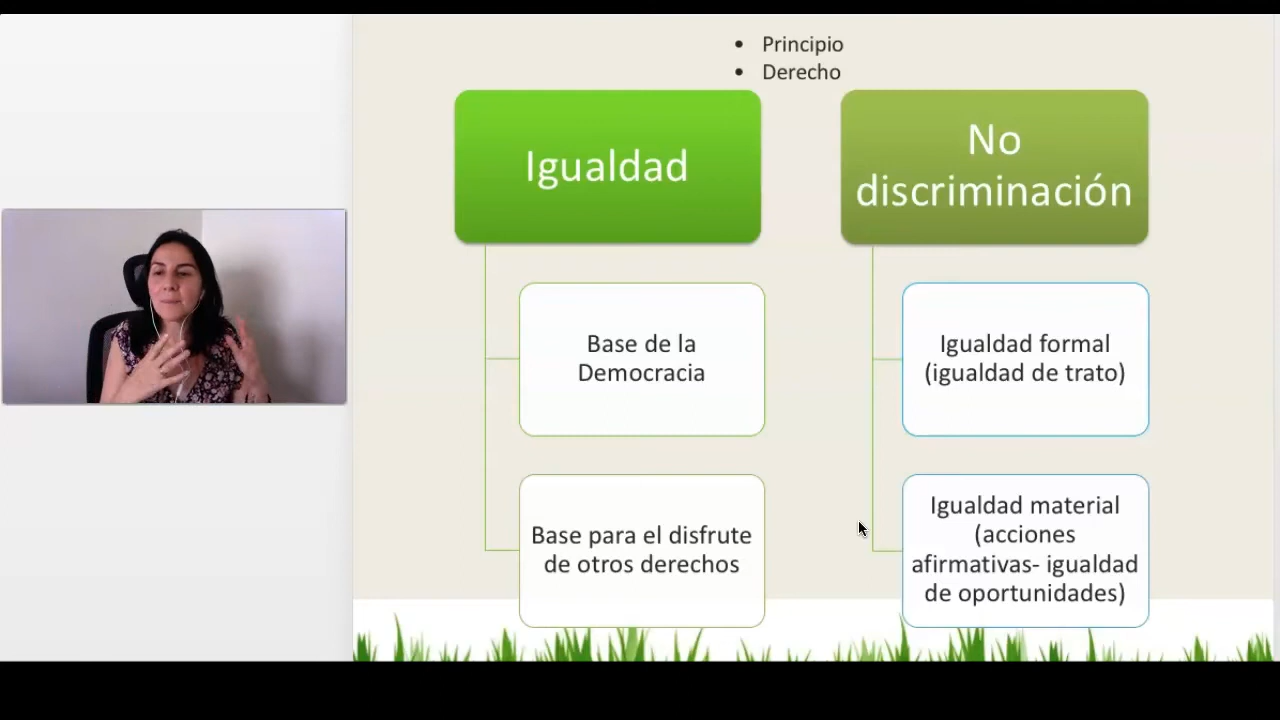 • Principio
• Derecho
Igualdad
No
discriminación
Base de la
Democracia
Igualdad formal
(igualdad de trato)
Base para el disfrute
de otros derechos
Igualdad material
(acciones
afirmativas- igualdad
de oportunidades)